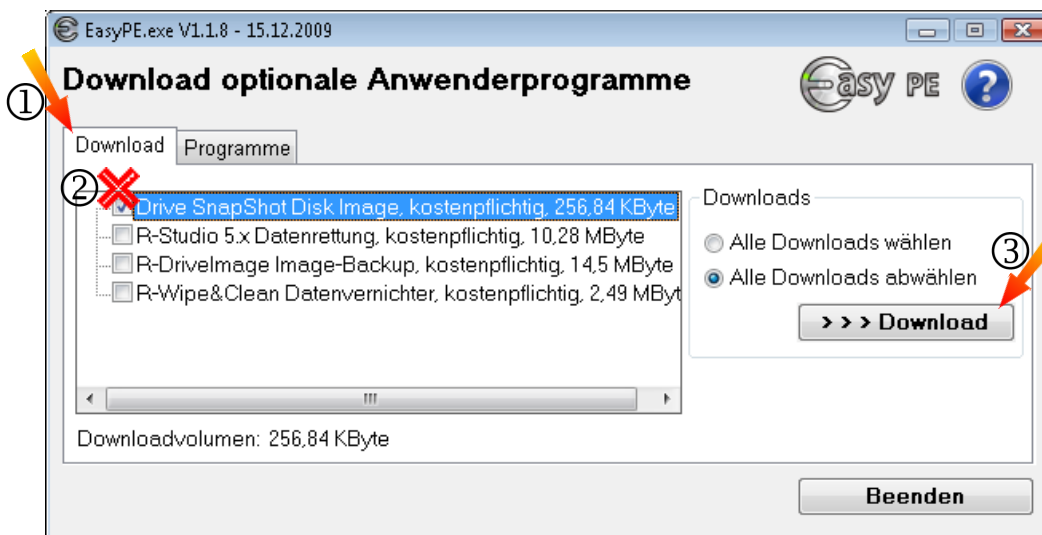 EasyPE.exe V1.1.8 - 15.12.2009
Download optionale Anwenderprogramme
Easy PE
?
①
Download
Programme
②
Drive SnapShot Disk Image, kostenpflichtig, 256,84 KByte
R-Studio 5.x Datenrettung, kostenpflichtig, 10,28 MByte
R-DriveImage Image-Backup, kostenpflichtig, 14,5 MByte
R-Wipe&Clean Datenvernichter, kostenpflichtig, 2,49 MByt
Downloads
Alle Downloads wählen
③
Alle Downloads abwählen
> > > Download
Downloadvolumen: 256,84 KByte
Beenden